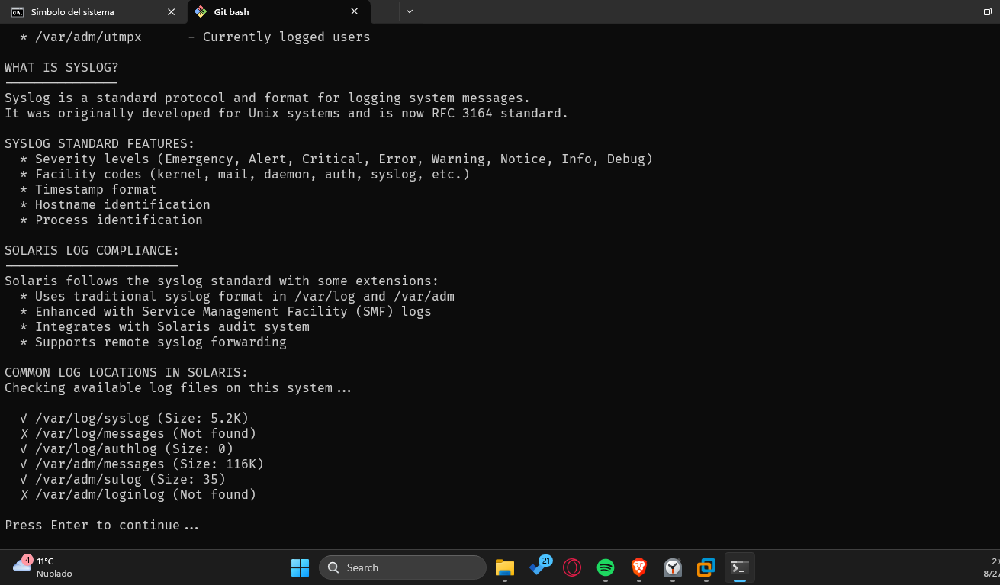 Símbolo del sistema
Git bash
* /var/adm/utmpx      - Currently logged users
WHAT IS SYSLOG?
Syslog is a standard protocol and format for logging system messages.
It was originally developed for Unix systems and is now RFC 3164 standard.
SYSLOG STANDARD FEATURES:
* Severity levels (Emergency, Alert, Critical, Error, Warning, Notice, Info, Debug)
* Facility codes (kernel, mail, daemon, auth, syslog, etc.)
* Timestamp format
* Hostname identification
* Process identification
SOLARIS LOG COMPLIANCE:
Solaris follows the syslog standard with some extensions:
* Uses traditional syslog format in /var/log and /var/adm
* Enhanced with Service Management Facility (SMF) logs
* Integrates with Solaris audit system
* Supports remote syslog forwarding
COMMON LOG LOCATIONS IN SOLARIS:
Checking available log files on this system...
√ /var/log/syslog (Size: 5.2K)
✗ /var/log/messages (Not found)
√ /var/log/authlog (Size: 0)
√ /var/adm/messages (Size: 116K)
√ /var/adm/sulog (Size: 35)
✗ /var/adm/loginlog (Not found)
Press Enter to continue...
4
11°C
Nublado
Search
21